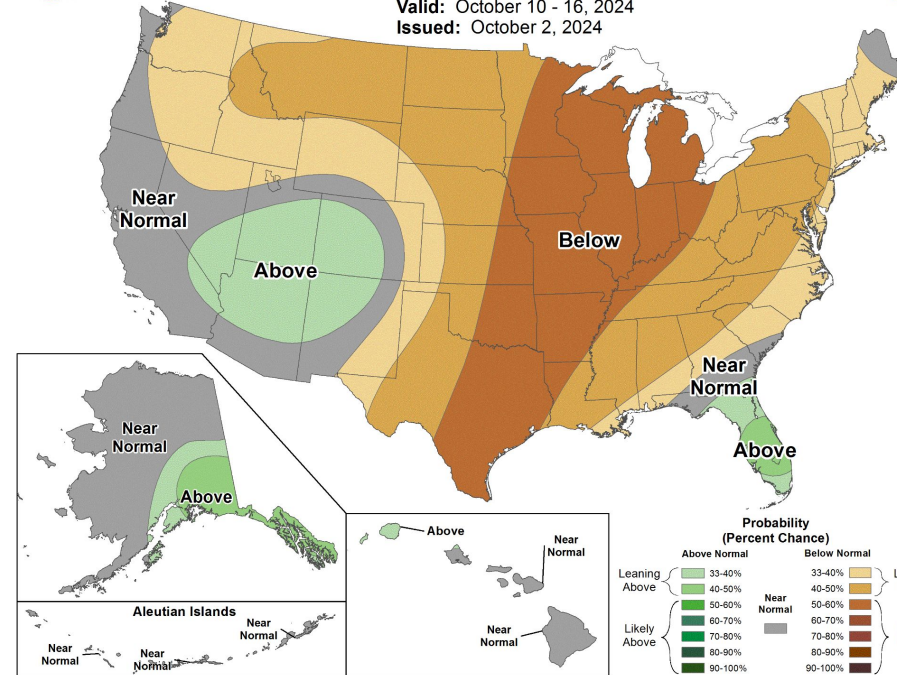 Valid: October 10 - 16, 2024
Issued: October 2, 2024
Near
Normal
Above
Below
Near
Normal
Above
Near
Normal
Above
Above
Near
Normal
Near
Normal
Aleutian Islands
Near
Normal
Near
Normal
Near
Normal
Probability
(Percent Chance)
Above Normal
Below Normal
Leaning
Above
33-40%
40-50%
Likely
Above
50-60%
60-70%
70-80%
80-90%
90-100%
Near
Normal
33-40%
40-50%
50-60%
60-70%
70-80%
80-90%
90-100%
L